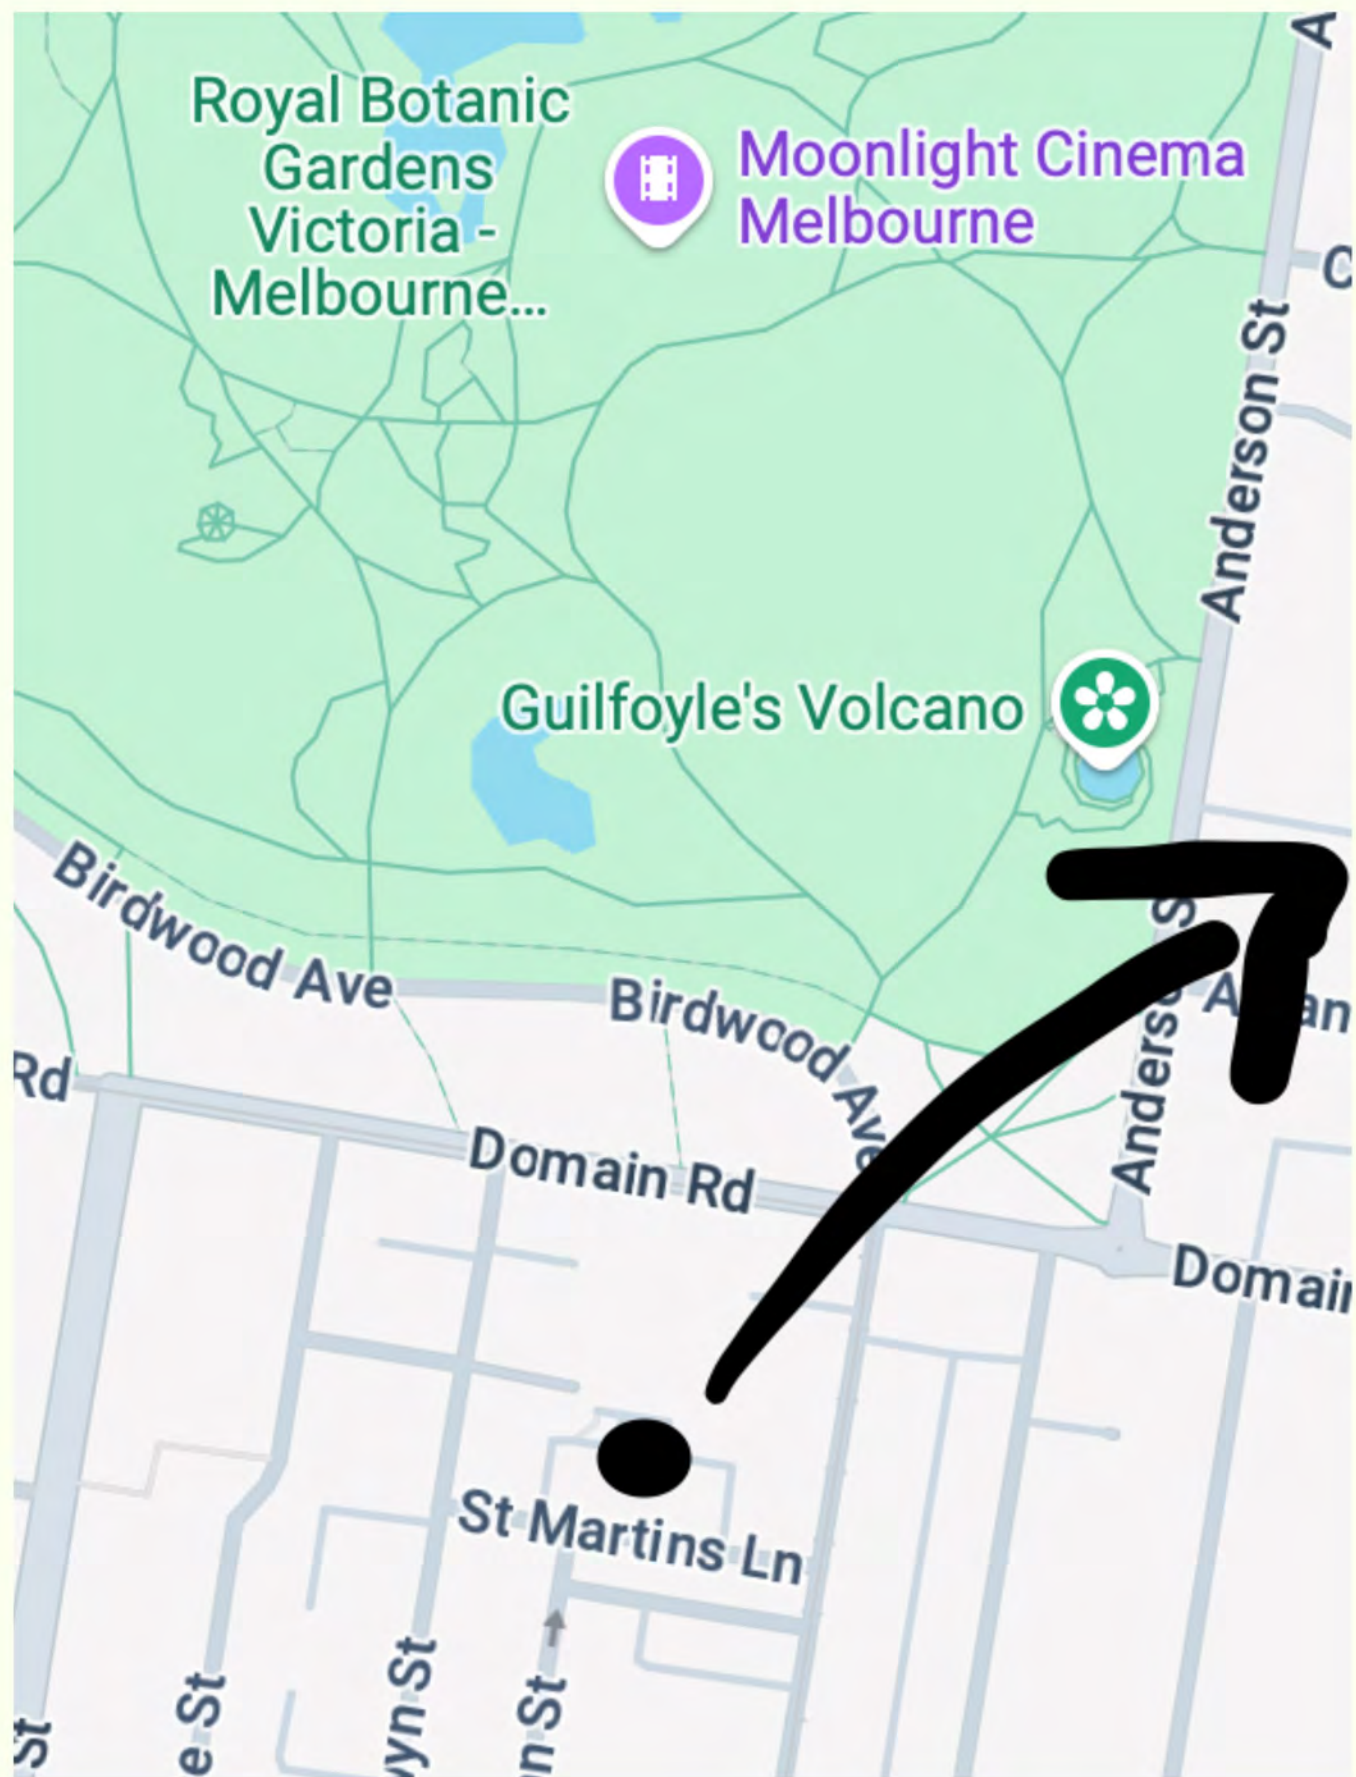 A
Royal Botanic
Gardens
Victoria -
Melbourne...
Moonlight Cinema
Melbourne
C
Anderson St
Guilfoyle's Volcano
Birdwood Ave
Birdwood Ave
Rd
Domain Rd
Domain
St Martins Ln
St
e St
wyn St
n St